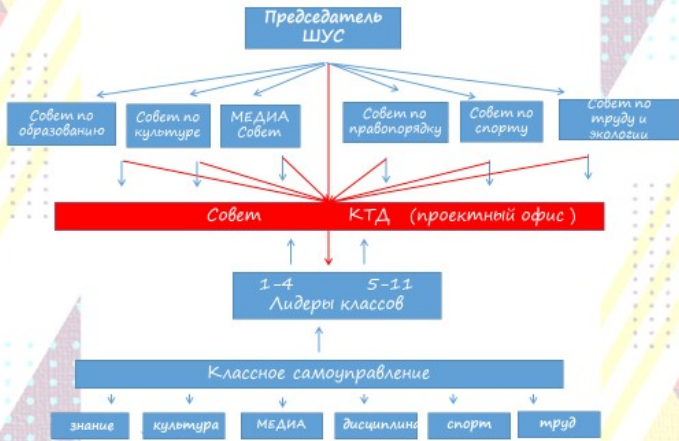 Председатель
ШУС
Совет по
образованию
Совет по
культуре
МЕДИА
Совет
Совет по
правопорядку
Совет по
спорту
Совет по
труду и
экологии
Совет КТД (проектный офис )
1-4 5-11
Лидеры классов
Классное самоуправление
знание
культура
МЕДИА
дисциплина
спорт
труд